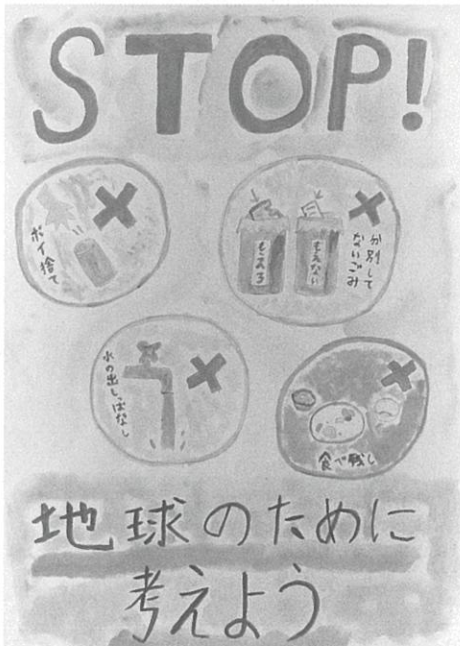 STOP!
ポイ捨て
分別して
ないごみ
もえる
もえない
水の出しっぱなし
食べ残し
地球のために
考えよう